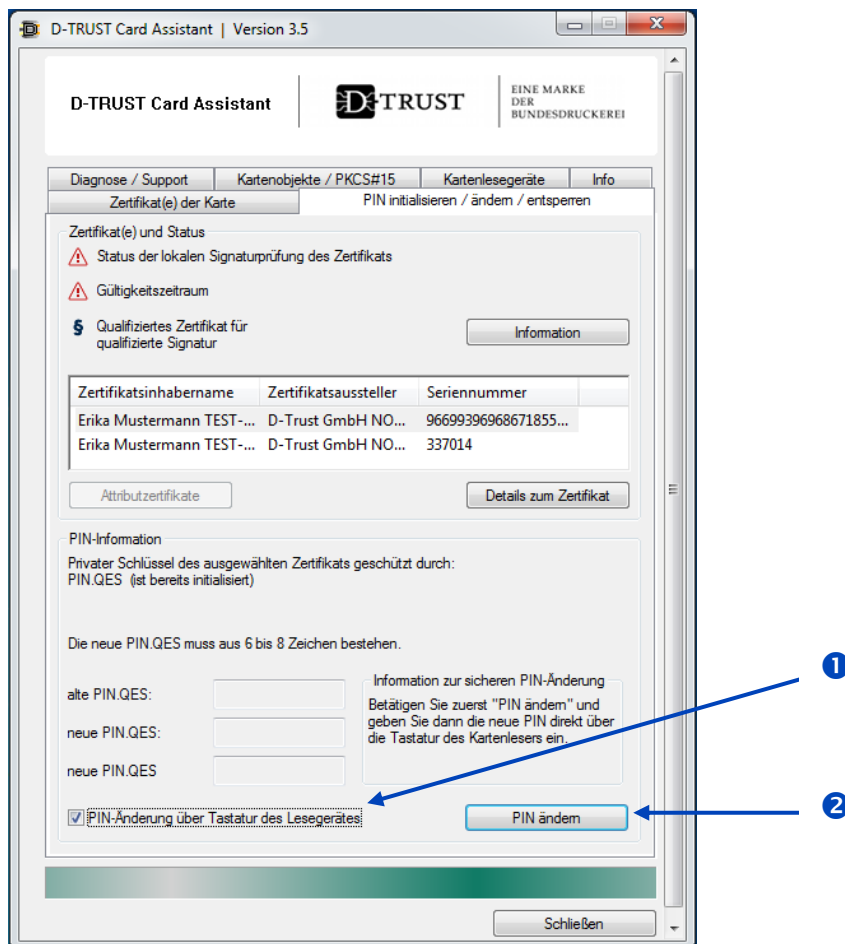 D-TRUST Card Assistant | Version 3.5
D-TRUST Card Assistant
D-TRUST
EINE MARKE
DER
BUNDESDRUCKEREI
Diagnose / Support
Kartenobjekte / PKCS#15
Kartenlesegeräte
Info
Zertifikat(e) der Karte
PIN initialisieren / ändern / entsperren
Zertifikat(e) und Status
Status der lokalen Signaturprüfung des Zertifikats
Gültigkeitszeitraum
§ Qualifiziertes Zertifikat für
qualifizierte Signatur
Information
Zertifikatsinhabername Zertifikatsaussteller Seriennummer
Erika Mustermann TEST-... D-Trust GmbH NO... 96699396968671855...
Erika Mustermann TEST-... D-Trust GmbH NO... 337014
Attributzertifikate
Details zum Zertifikat
PIN-Information
Privater Schlüssel des ausgewählten Zertifikats geschützt durch:
PIN.QES (ist bereits initialisiert)
Die neue PIN.QES muss aus 6 bis 8 Zeichen bestehen.
alte PIN.QES:
neue PIN.QES:
neue PIN.QES
Information zur sicheren PIN-Änderung
Betätigen Sie zuerst "PIN ändern" und
geben Sie dann die neue PIN direkt über
die Tastatur des Kartenlesers ein.
1
PIN-Änderung über Tastatur des Lesegerätes
PIN ändern
2
Schließen